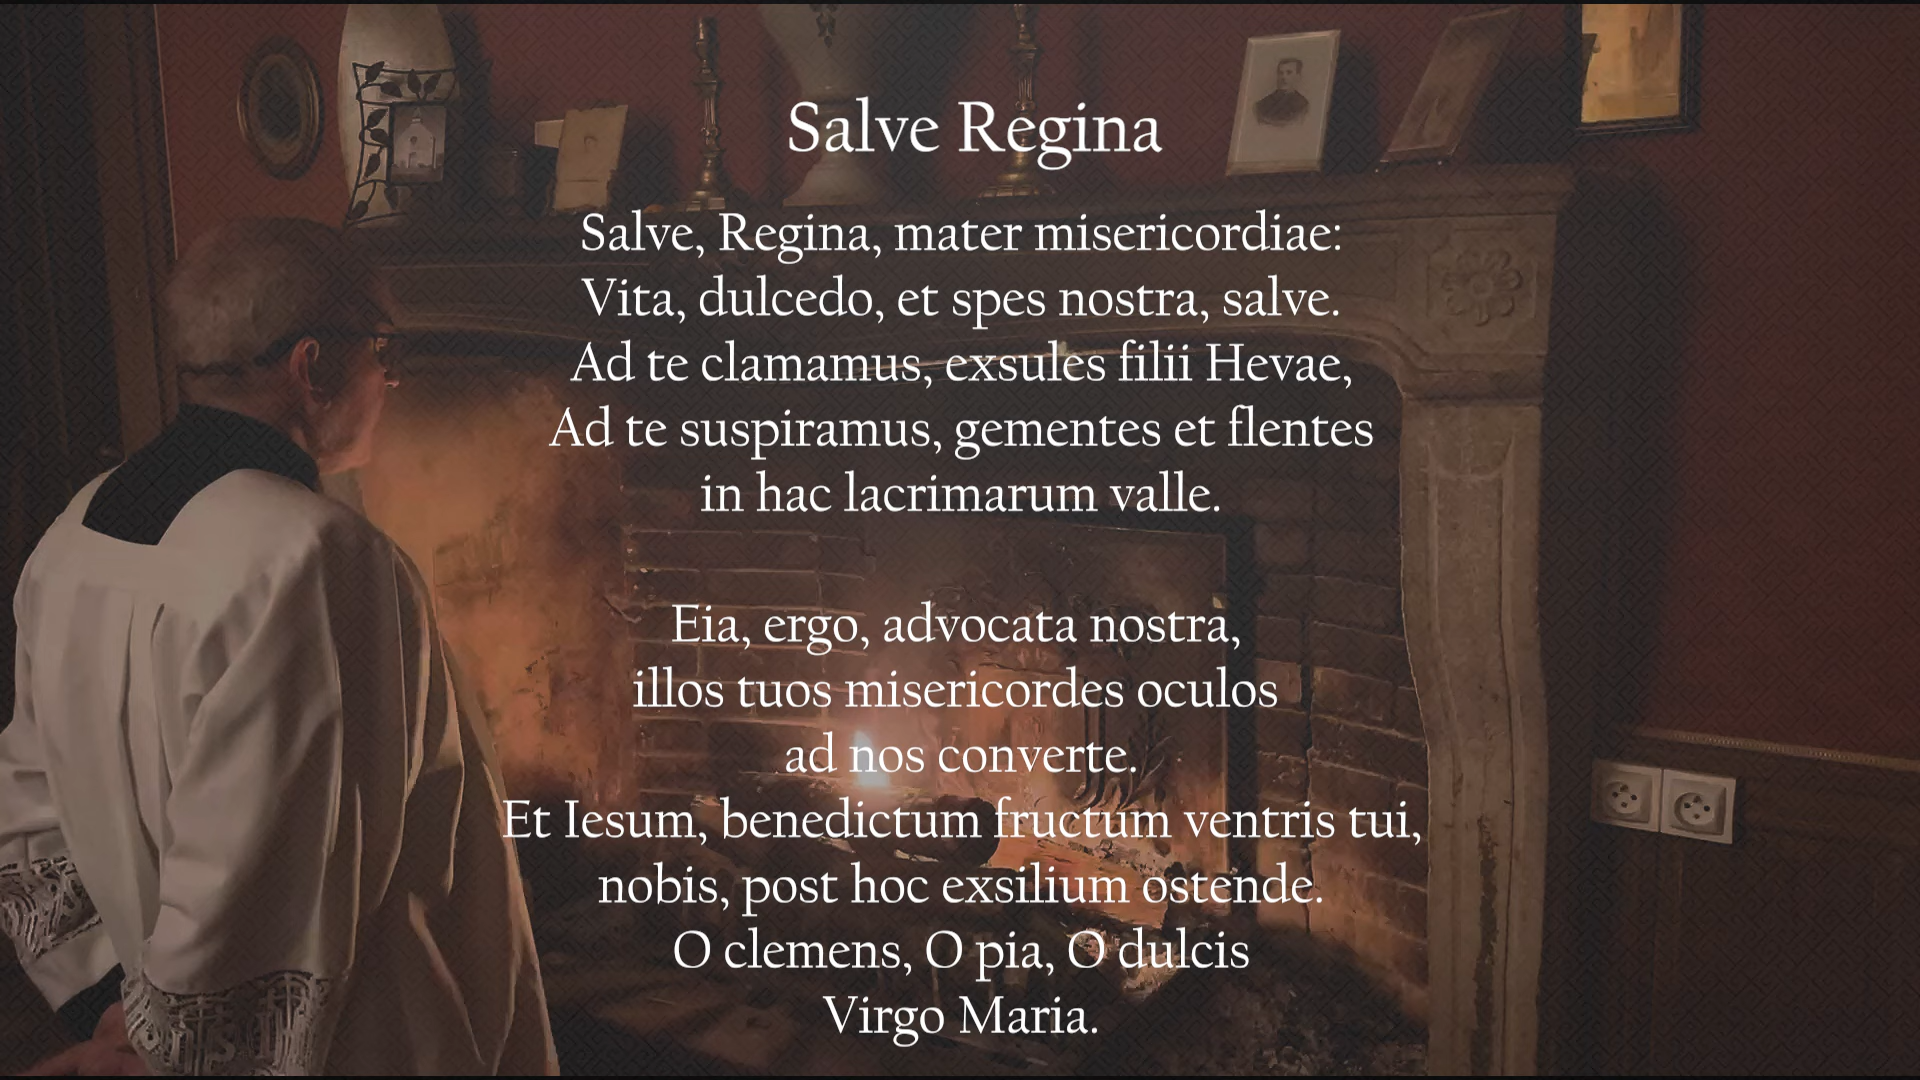 Salve Regina
Salve, Regina, mater misericordiae:
Vita, dulcedo, et spes nostra, salve.
Ad te clamamus, exsules filii Hevae,
Ad te suspiramus, gementes et flentes
in hac lacrimarum valle.
Eia, ergo, advocata nostra,
illos tuos misericordes oculos
ad nos converte.
Et Iesum, benedictum fructum ventris tui,
nobis, post hoc exsilium ostende.
O clemens, O pia, O dulcis
Virgo Maria.